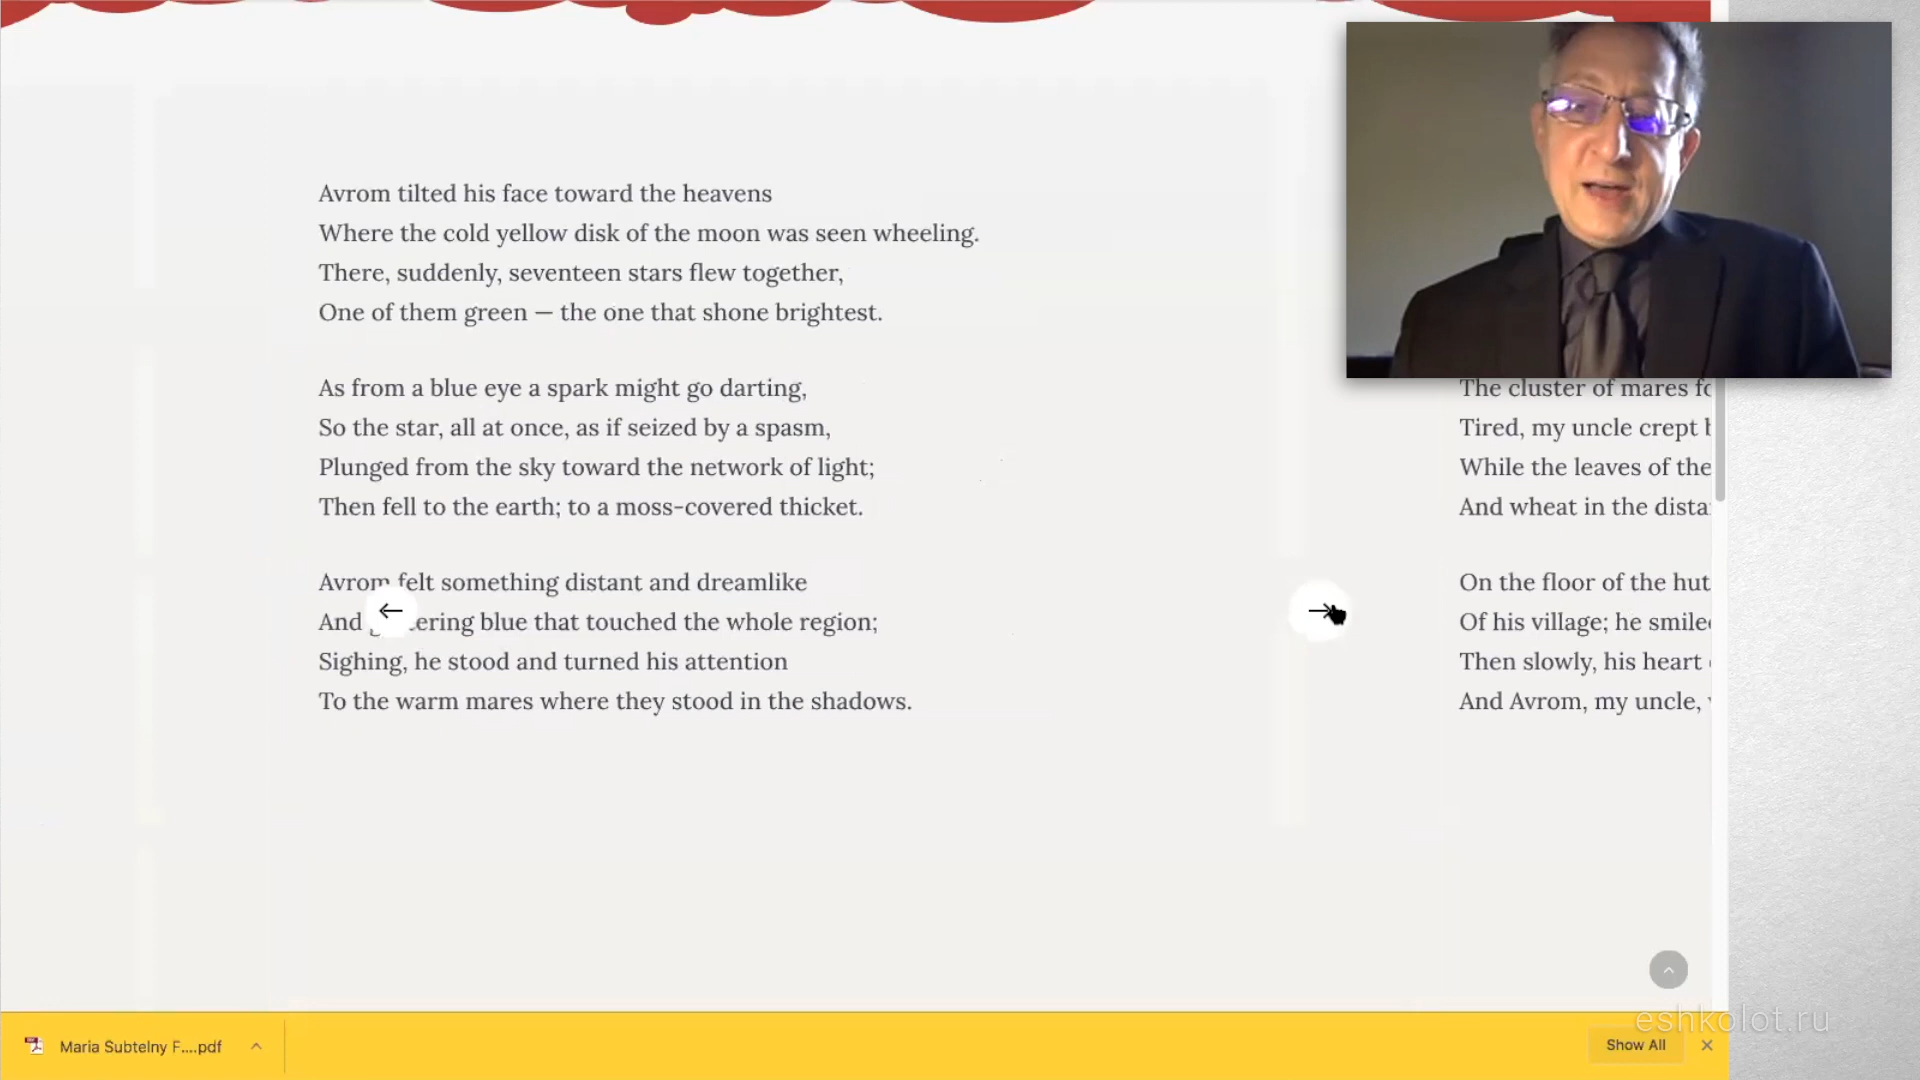 Avrom tilted his face toward the heavens
Where the cold yellow disk of the moon was seen wheeling.
There, suddenly, seventeen stars flew together,
One of them green — the one that shone brightest.
As from a blue eye a spark might go darting,
So the star, all at once, as if seized by a spasm,
Plunged from the sky toward the network of light;
Then fell to the earth; to a moss-covered thicket.
Avrom felt something distant and dreamlike
And blue that touched the whole region;
Sighing, he stood and turned his attention
To the warm mares where they stood in the shadows.
The cluster of mares
Tired, my uncle crept
While the leaves of the
And wheat in the
On the floor of the hut
Of his village; he
Then slowly, his heart
And Avrom, my uncle,
Maria Subtelny F....pdf
Show All
eshkolot.ru